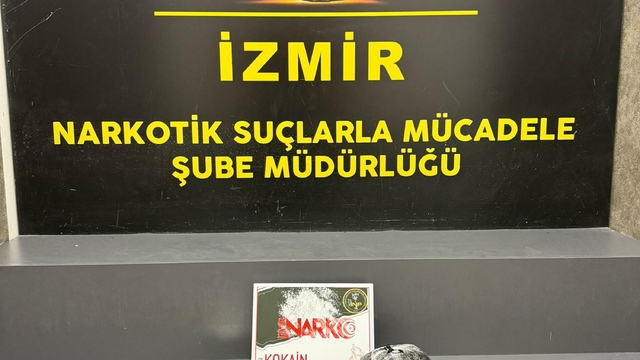 İZMİR
NARKOTİK SUÇLARLA MÜCADELE
ŞUBE MÜDÜRLÜĞÜ
NARKO
KOKAİN